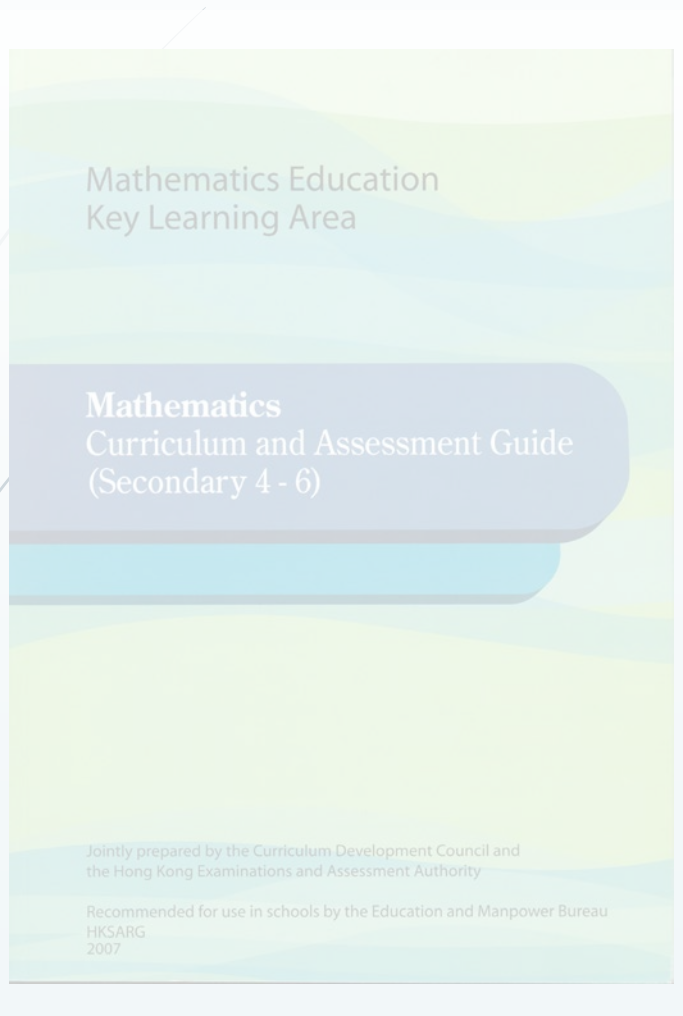 Mathematics Education
Key Learning Area
Mathematics
Curriculum and Assessment Guide
(Secondary 4 - 6)
Jointly prepared by the Curriculum Development Council and
the Hong Kong Examinations and Assessment Authority
Recommended for use in schools by the Education and Manpower Bureau
HKSARG
2007